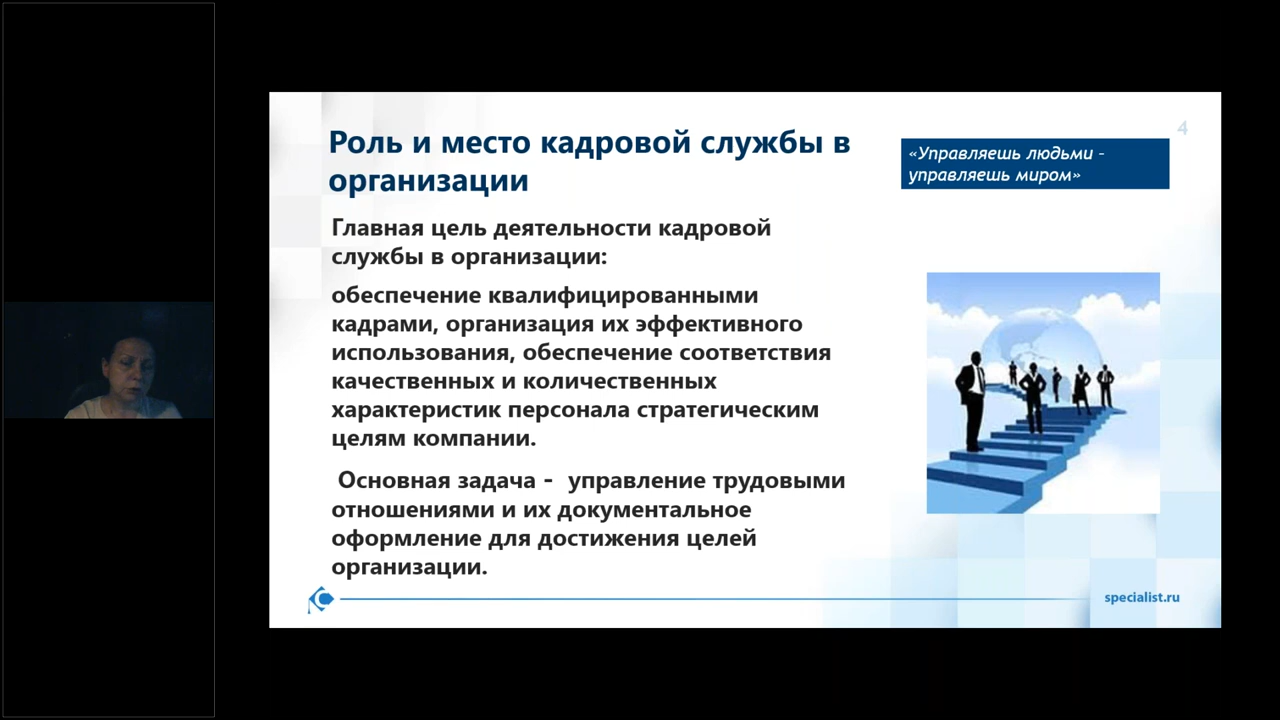 4
Роль и место кадровой службы в
организации
«Управляешь людьми -
управляешь миром»
Главная цель деятельности кадровой
службы в организации:
обеспечение квалифицированными
кадрами, организация их эффективного
использования, обеспечение соответствия
качественных и количественных
характеристик персонала стратегическим
целям компании.
Основная задача - управление трудовыми
отношениями и их документальное
оформление для достижения целей
организации.
specialist.ru